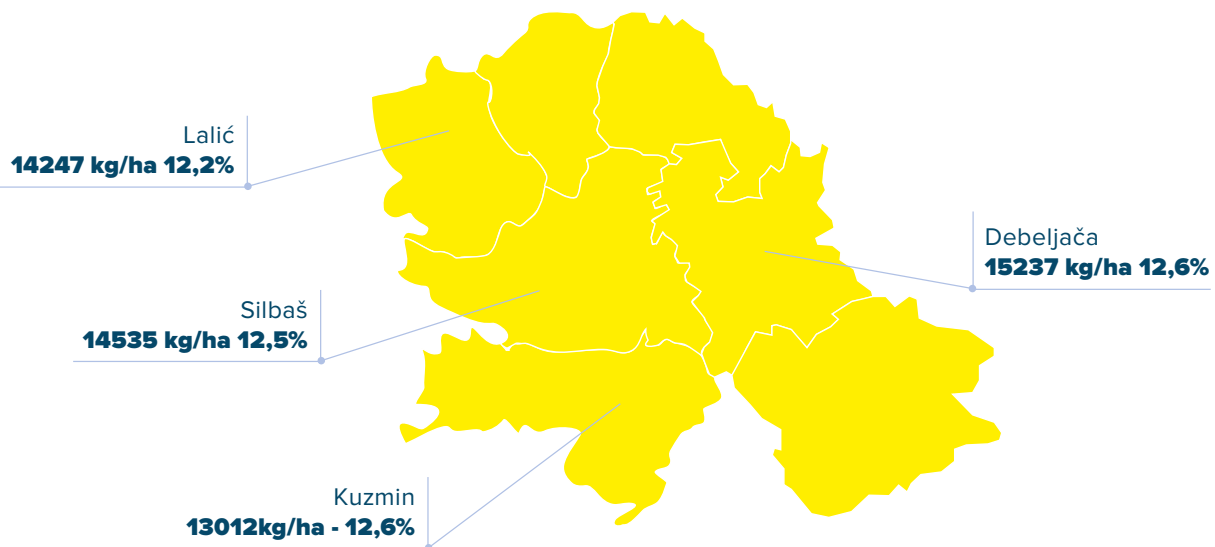 Lalić
14247 kg/ha 12,2%
Debeljača
15237 kg/ha 12,6%
Silbaš
14535 kg/ha 12,5%
Kuzmin
13012kg/ha - 12,6%